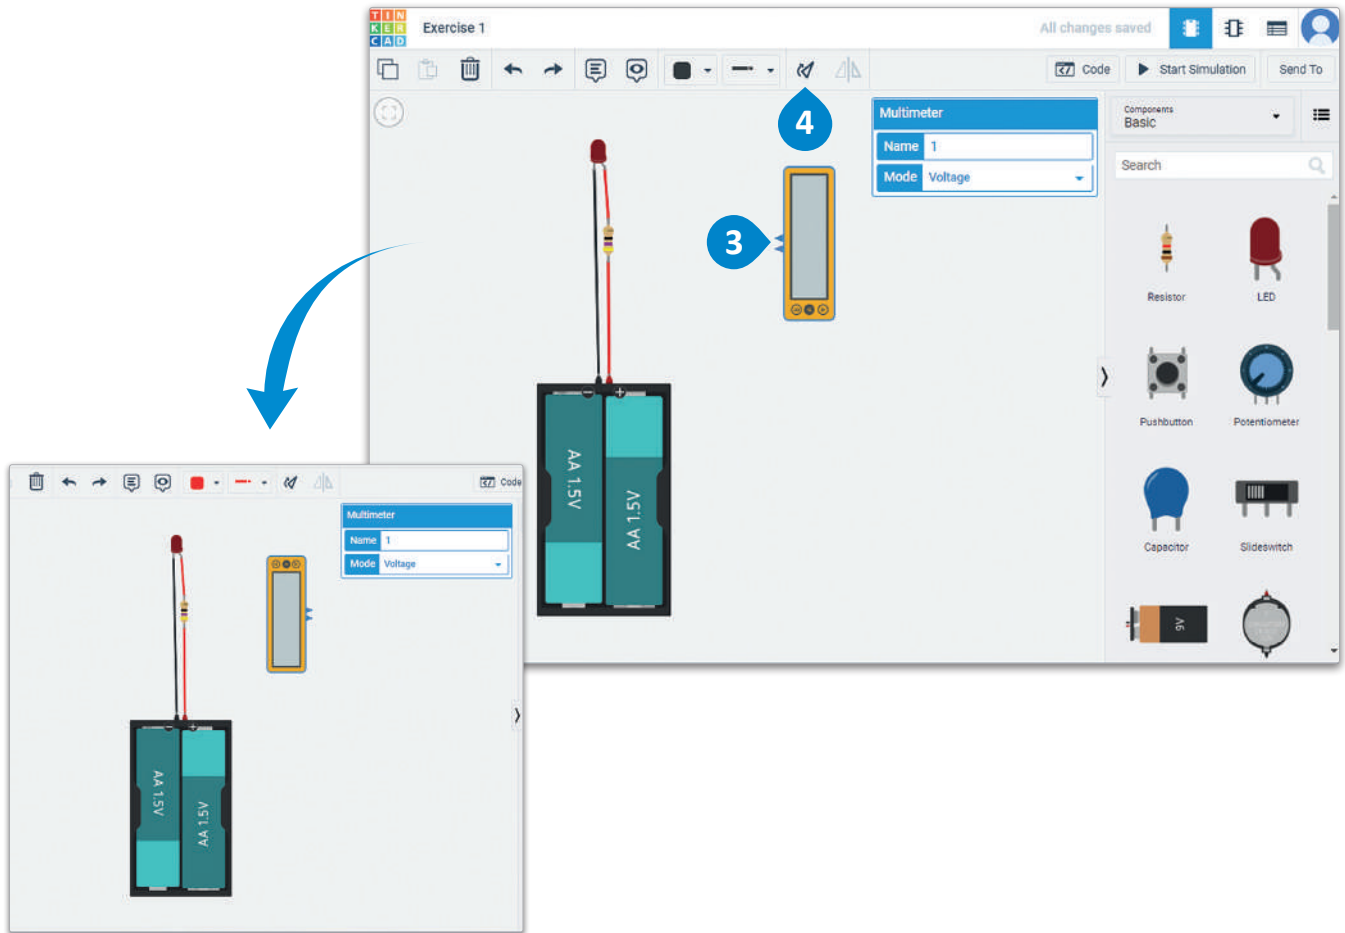 TIN
KER
CAD
Exercise 1
All changes saved
Code
Start Simulation
Send To
4
Multimeter
Name 1
Mode Voltage
3
Components
Basic
Search
Resistor
LED
Pushbutton
Potentiometer
Capacitor
Slideswitch
9V
AA 1.5V
AA 1.5V
Code
Multimeter
Name 1
Mode Voltage
AA 1.5V
AA 1.5V